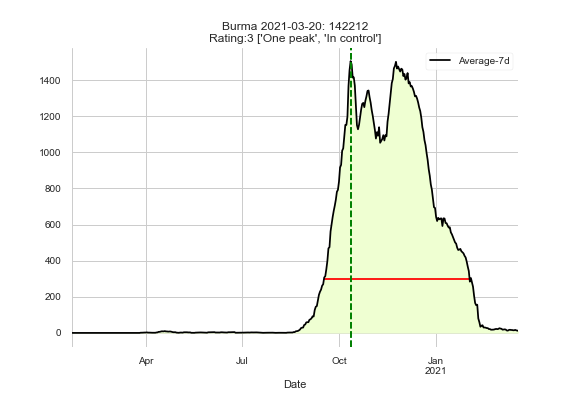 Burma 2021-03-20: 142212
Rating:3 ['One peak', 'In control']
Average-7d
1400
1200
1000
800
600
400
200
0
Apr
Jul
Oct
Jan
2021
Date